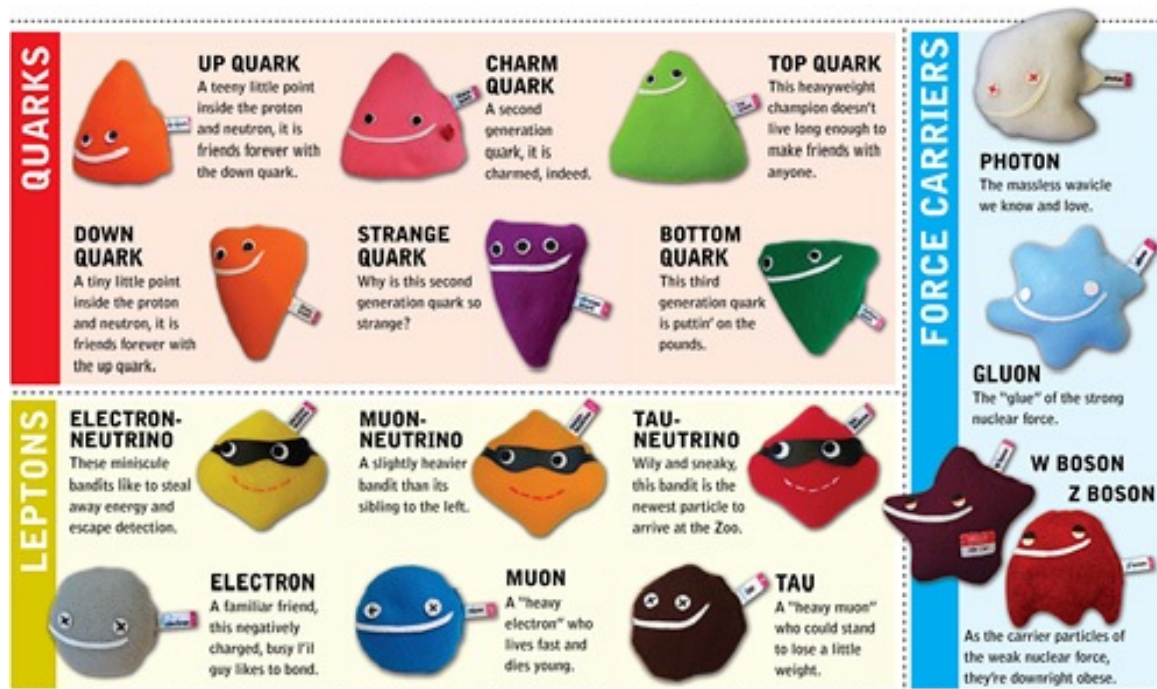 QUARKS
UP QUARK
A teeny little point
inside the proton
and neutron, it is
friends forever with
the down quark.
CHARM
QUARK
A second
generation
quark, it is
charmed, indeed.
TOP QUARK
This heavyweight
champion doesn't
live long enough to
make friends with
anyone.
DOWN
QUARK
A tiny little point
inside the proton
and neutron, it is
friends forever with
the up quark.
STRANGE
QUARK
Why is this second
generation quark so
strange?
BOTTOM
QUARK
This third
generation quark
is puttin' on the
pounds.
LEPTONS
ELECTRON-
NEUTRINO
These miniscule
bandits like to steal
away energy and
escape detection.
MUON-
NEUTRINO
A slightly heavier
bandit than its
sibling to the left.
TAU-
NEUTRINO
Wily and sneaky,
this bandit is the
newest particle to
arrive at the Zoo.
ELECTRON
A familiar friend,
this negatively
charged, busy l'il
guy likes to bond.
MUON
A "heavy
electron" who
lives fast and
dies young.
TAU
A "heavy muon"
who could stand
to lose a little
weight.
FORCE CARRIERS
PHOTON
The massless wavicle
we know and love.
GLUON
The "glue" of the strong
nuclear force.
W BOSON
Z BOSON
As the carrier particles of
the weak nuclear force,
they're downright obese.